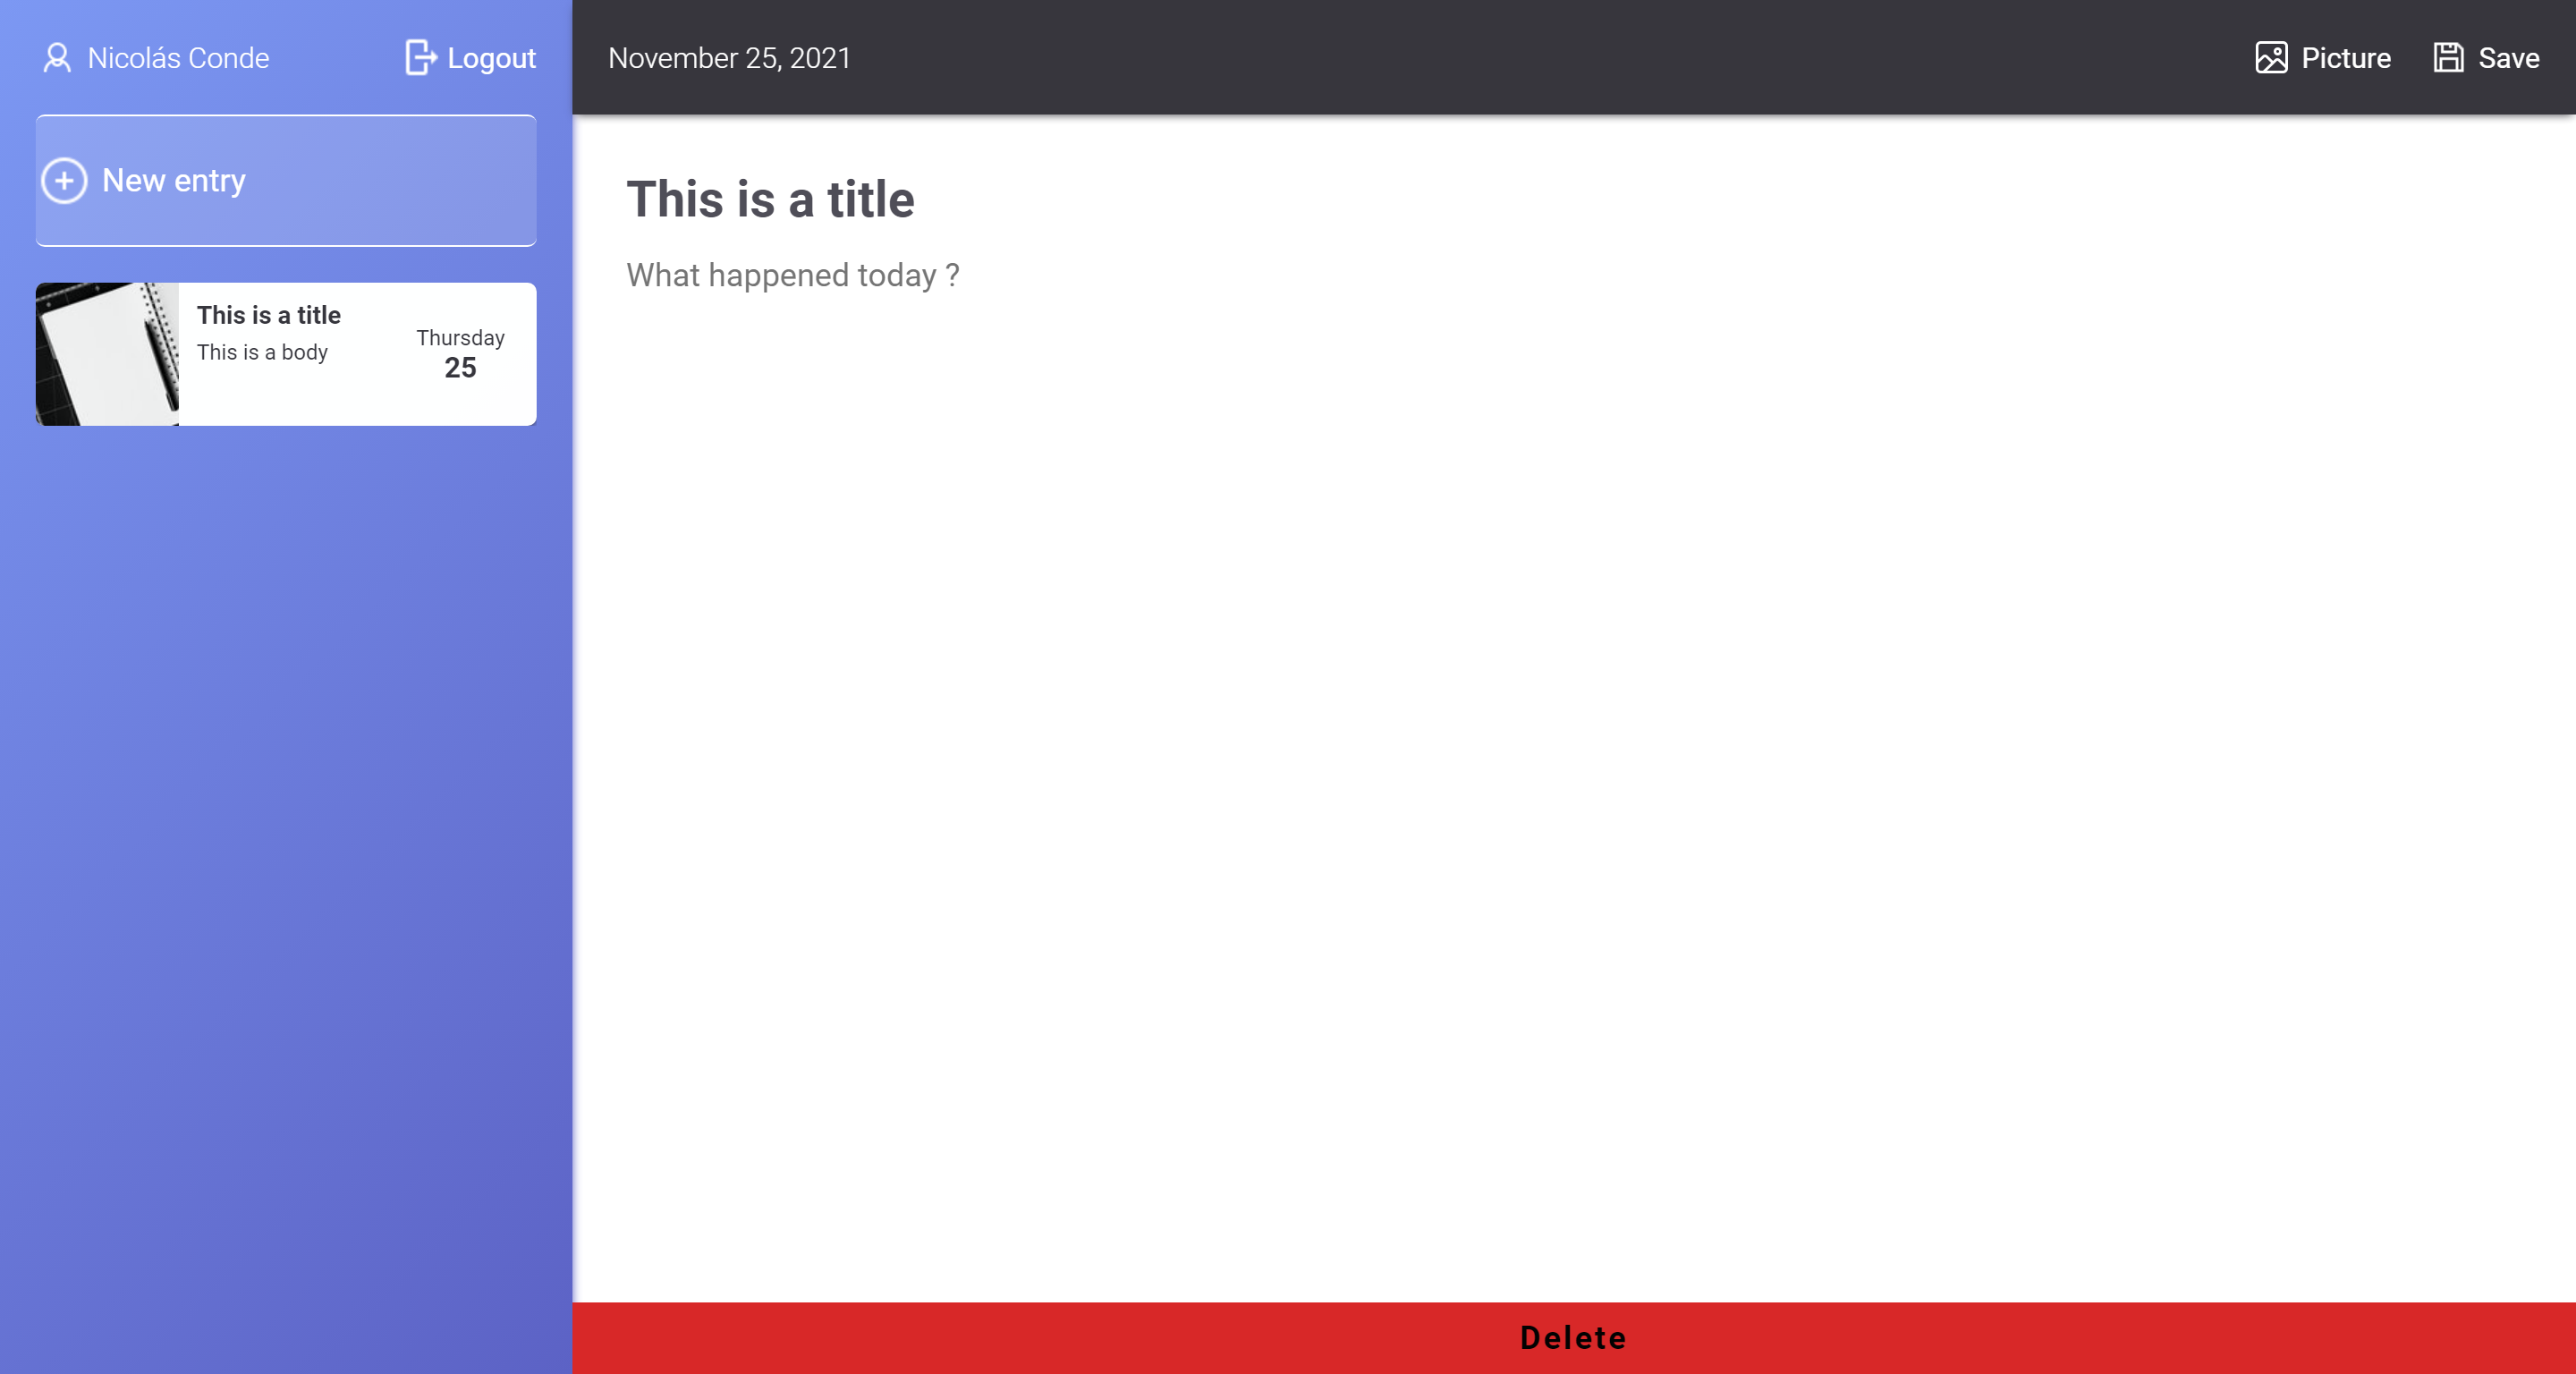 Nicolás Conde
Logout
New entry
This is a title
This is a body
Thursday
25
November 25, 2021
Picture
Save
This is a title
What happened today ?
Delete